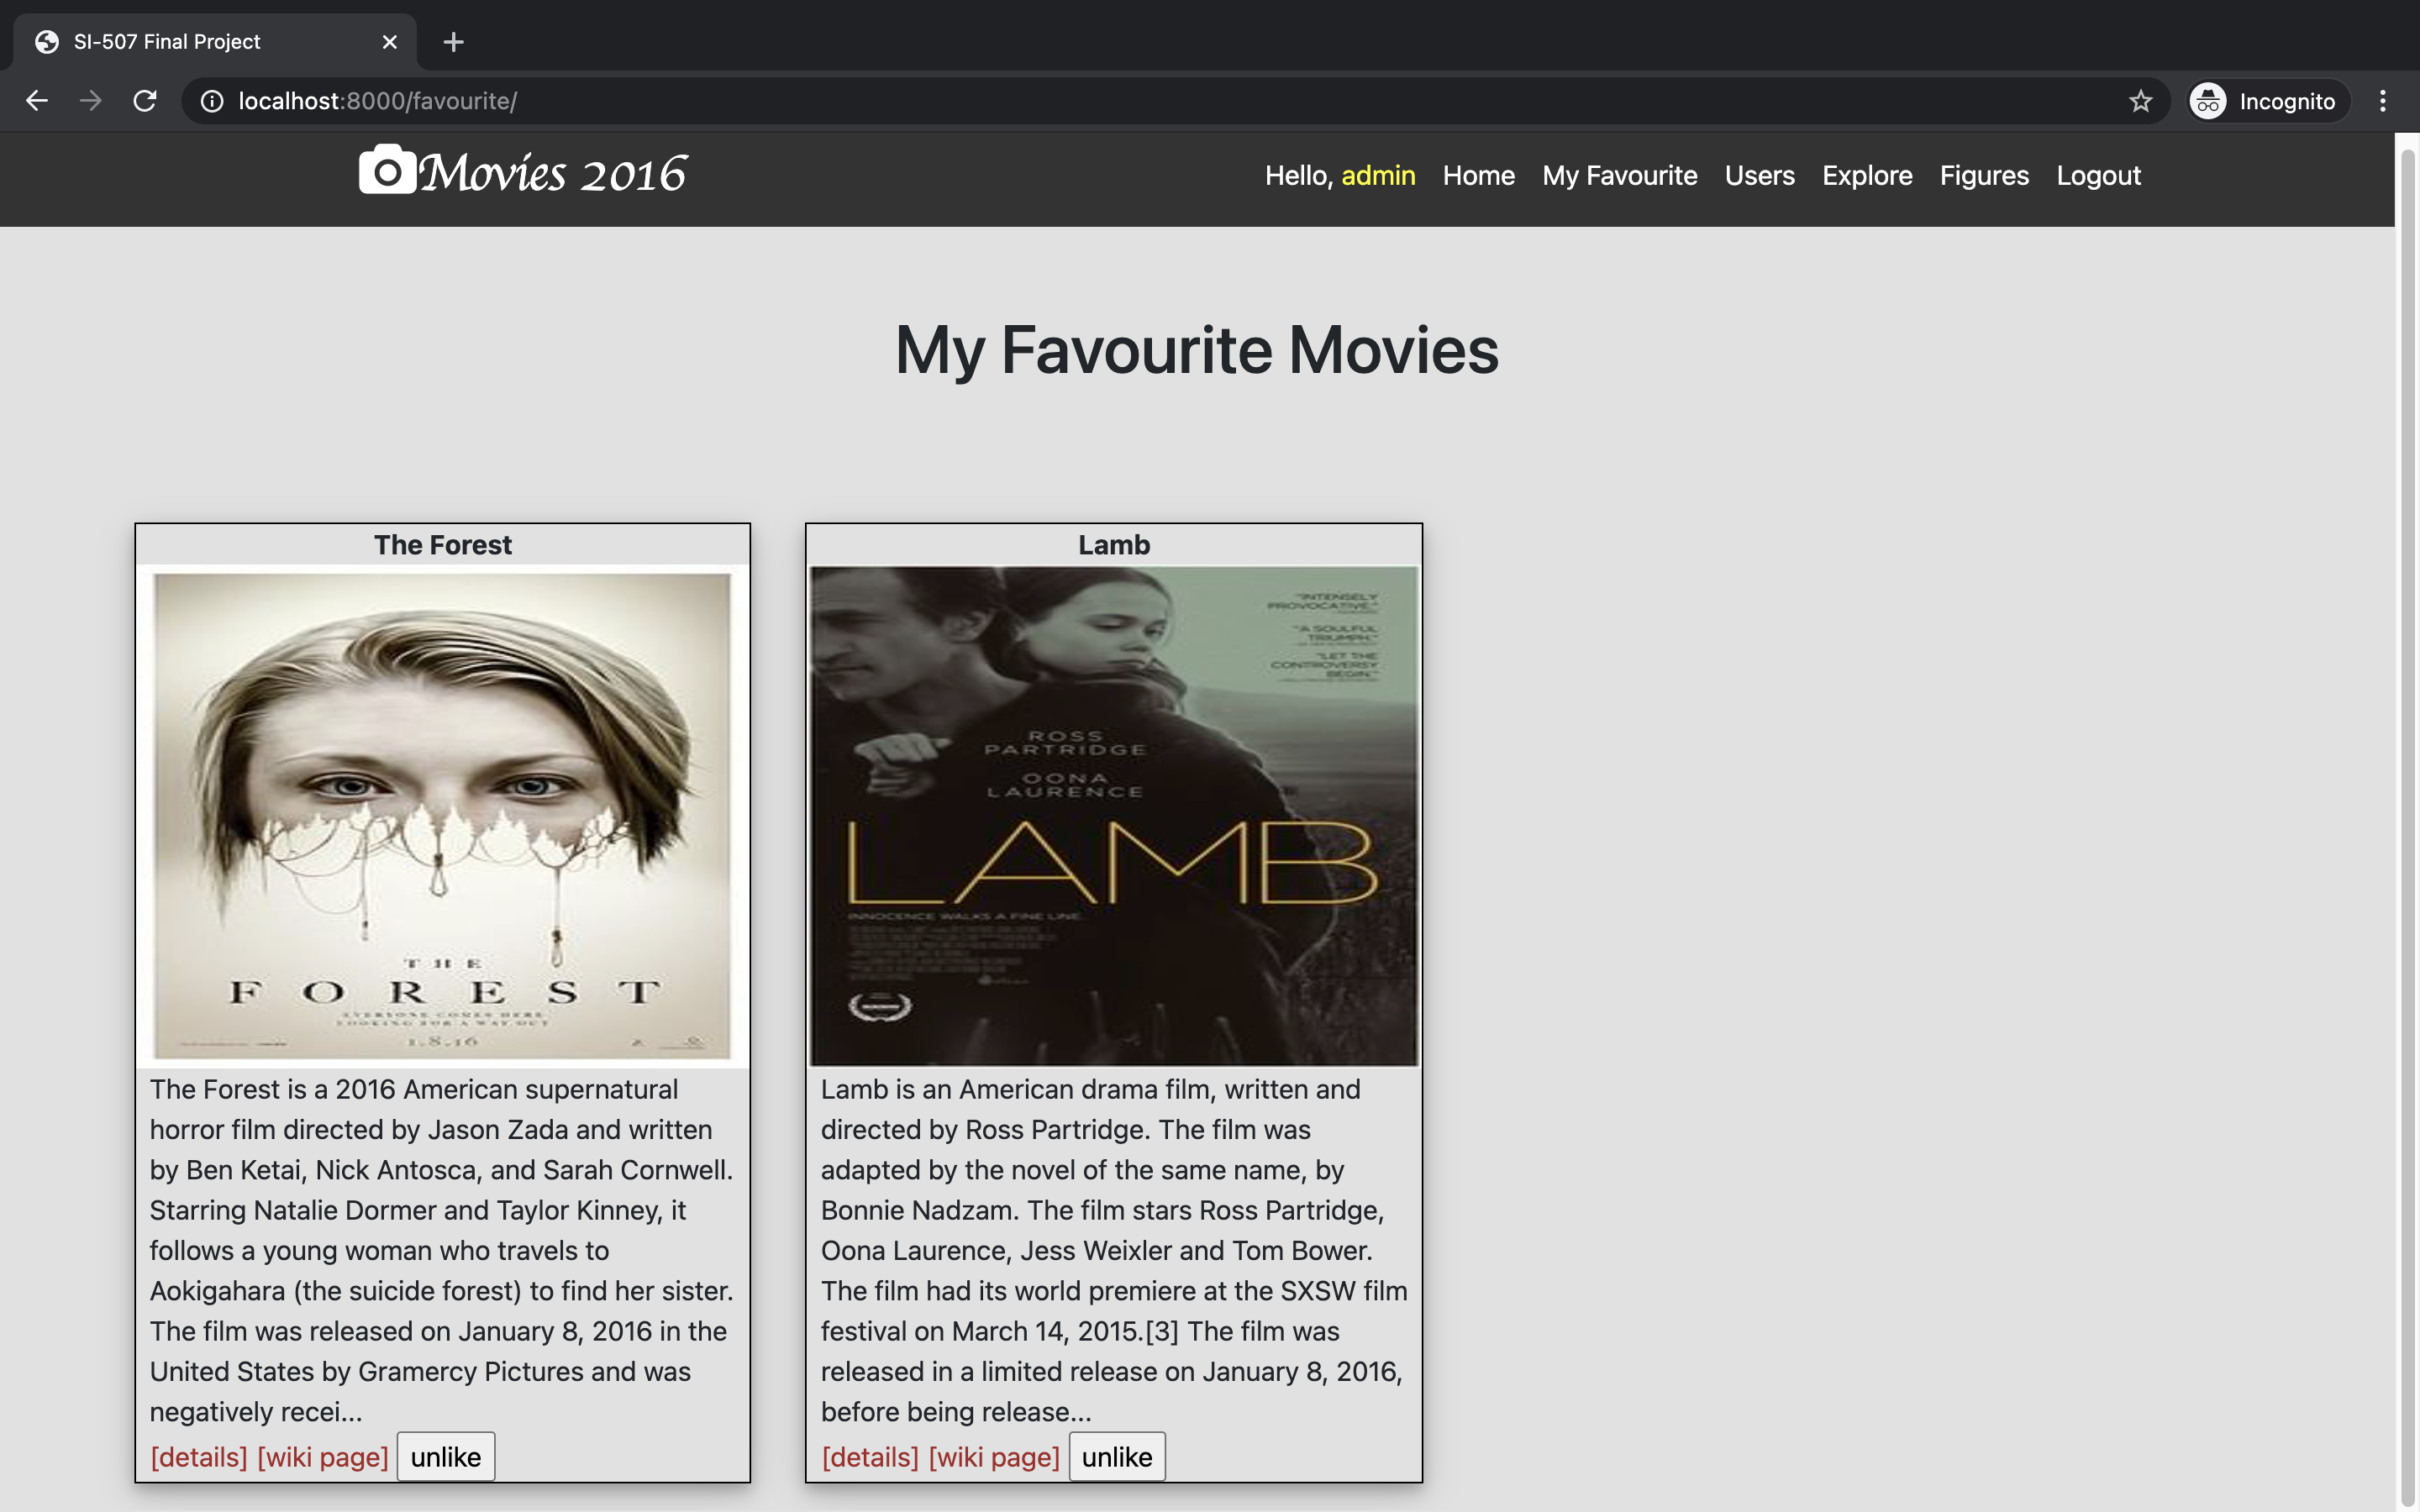 SI-507 Final Project
localhost:8000/favourite/
Incognito
Movies 2016
Hello, admin Home My Favourite Users Explore Figures Logout
My Favourite Movies
The Forest
THE
FOREST
EVERYONE COMES HERE
LOOKING FOR A WAY OUT
1.8.16
The Forest is a 2016 American supernatural
horror film directed by Jason Zada and written
by Ben Ketai, Nick Antosca, and Sarah Cornwell.
Starring Natalie Dormer and Taylor Kinney, it
follows a young woman who travels to
Aokigahara (the suicide forest) to find her sister.
The film was released on January 8, 2016 in the
United States by Gramercy Pictures and was
negatively recei...
[details] [wiki page] unlike
Lamb
"INTENSELY
PROVOCATIVE."
"A SOULFUL
TRIUMPH."
"LET THE
CONTROVERSY
BEGIN."
ROSS
PARTRIDGE
OONA
LAURENCE
LAMB
INNOCENCE WALKS A FINE LINE
Lamb is an American drama film, written and
directed by Ross Partridge. The film was
adapted by the novel of the same name, by
Bonnie Nadzam. The film stars Ross Partridge,
Oona Laurence, Jess Weixler and Tom Bower.
The film had its world premiere at the SXSW film
festival on March 14, 2015.[3] The film was
released in a limited release on January 8, 2016,
before being release...
[details] [wiki page] unlike